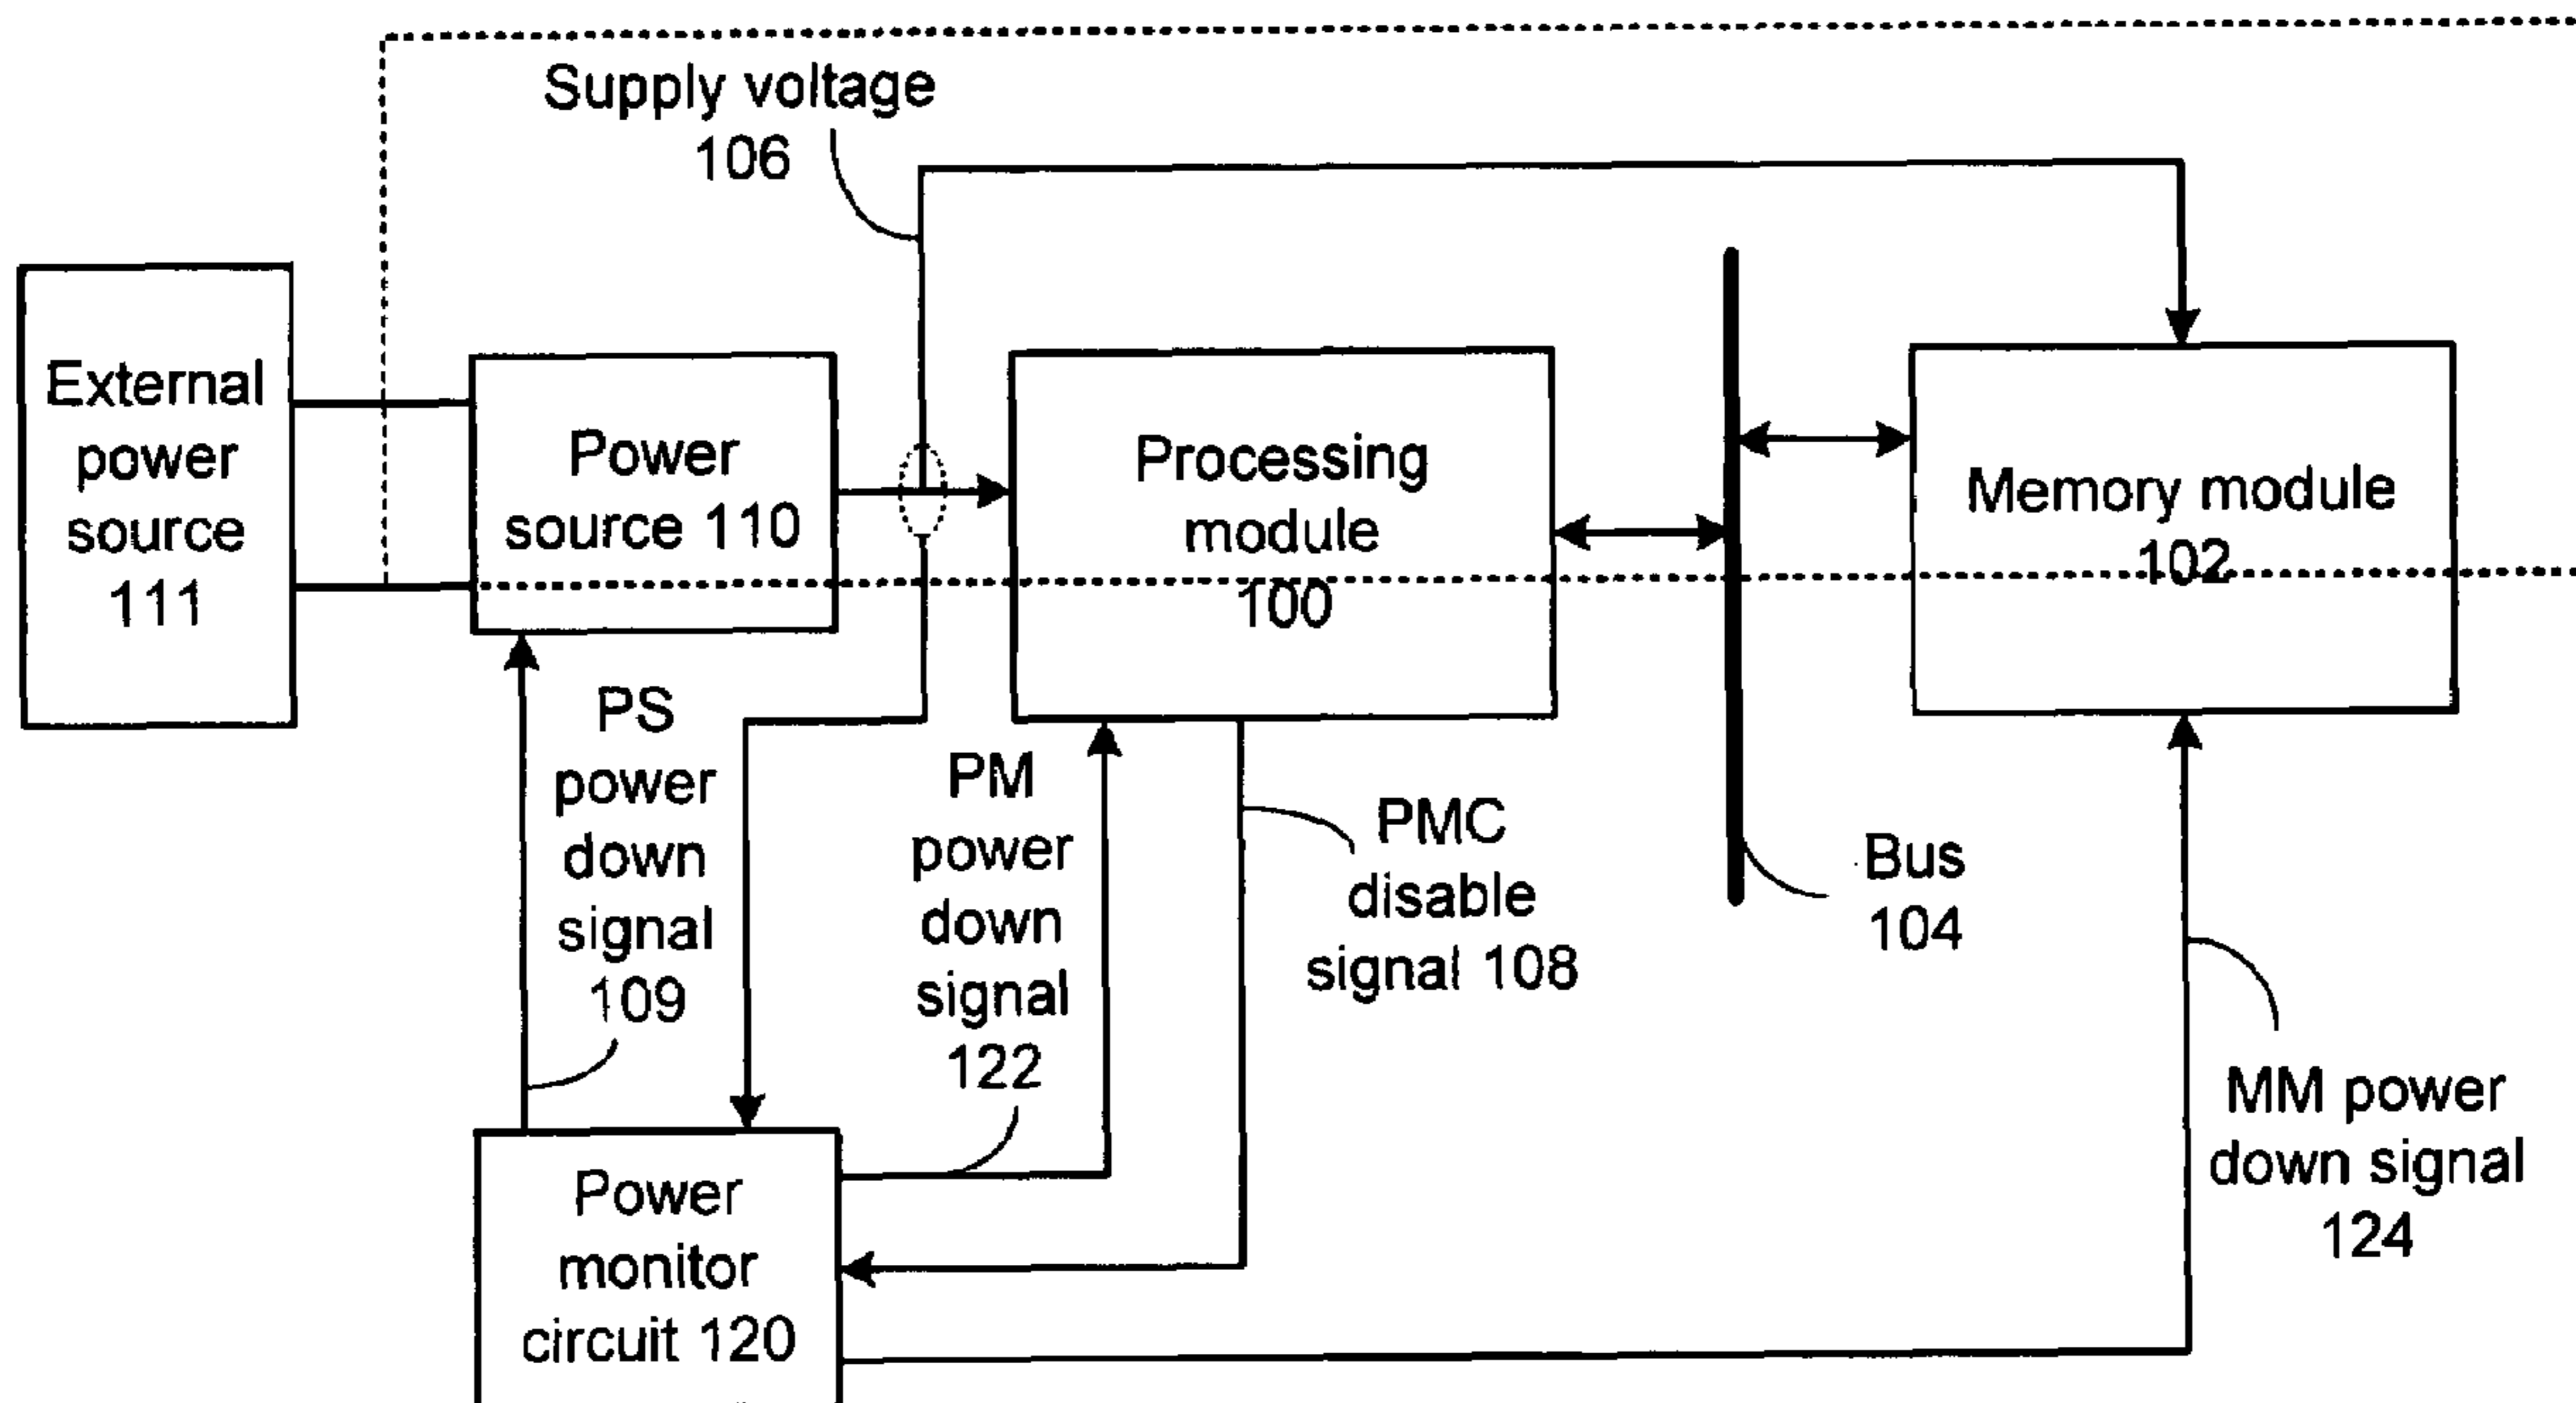 Supply voltage
106
External
power
source
111
Power
source 110
Processing
module
100
Memory module
102
PS
power
down
signal
109
PM
power
down
signal
122
PMC
disable
signal 108
Bus
104
MM power
down signal
124
Power
monitor
circuit 120